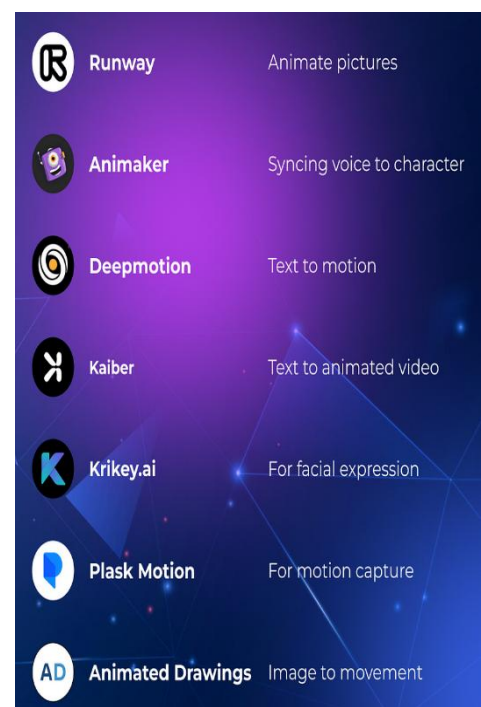 Runway Animate pictures
Animaker Syncing voice to character
Deepmotion Text to motion
Kaiber Text to animated video
Krikey.ai For facial expression
Plask Motion For motion capture
AD Animated Drawings Image to movement